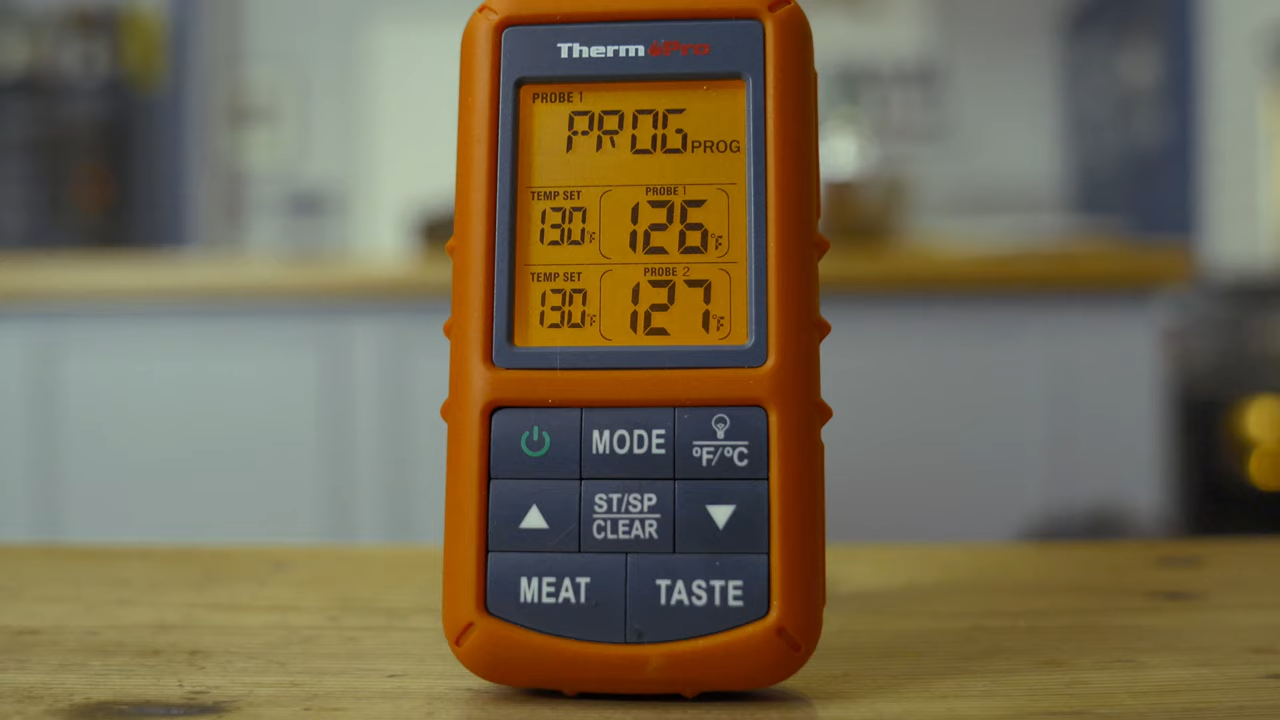 ThermoPro
PROBE 1
PROG PROG
TEMP SET PROBE 1
130°F 126°F
TEMP SET PROBE 2
130°F 127°F
MODE
°F/°C
ST/SP
CLEAR
MEAT TASTE